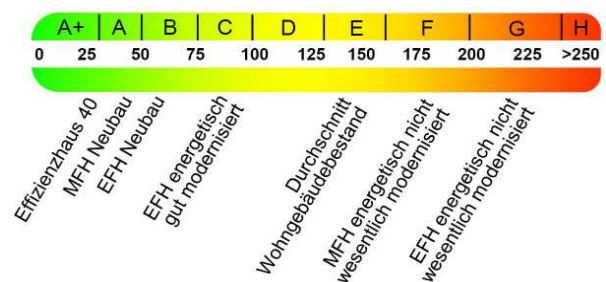 A+ A B C D E F G H
0 25 50 75 100 125 150 175 200 225 >250
Effizienzhaus 40
MFH Neubau
EFH Neubau
EFH energetisch
gut modernisiert
Durchschnitt
Wohngebäudebestand
MFH energetisch nicht
wesentlich modernisiert
EFH energetisch nicht
wesentlich modernisiert